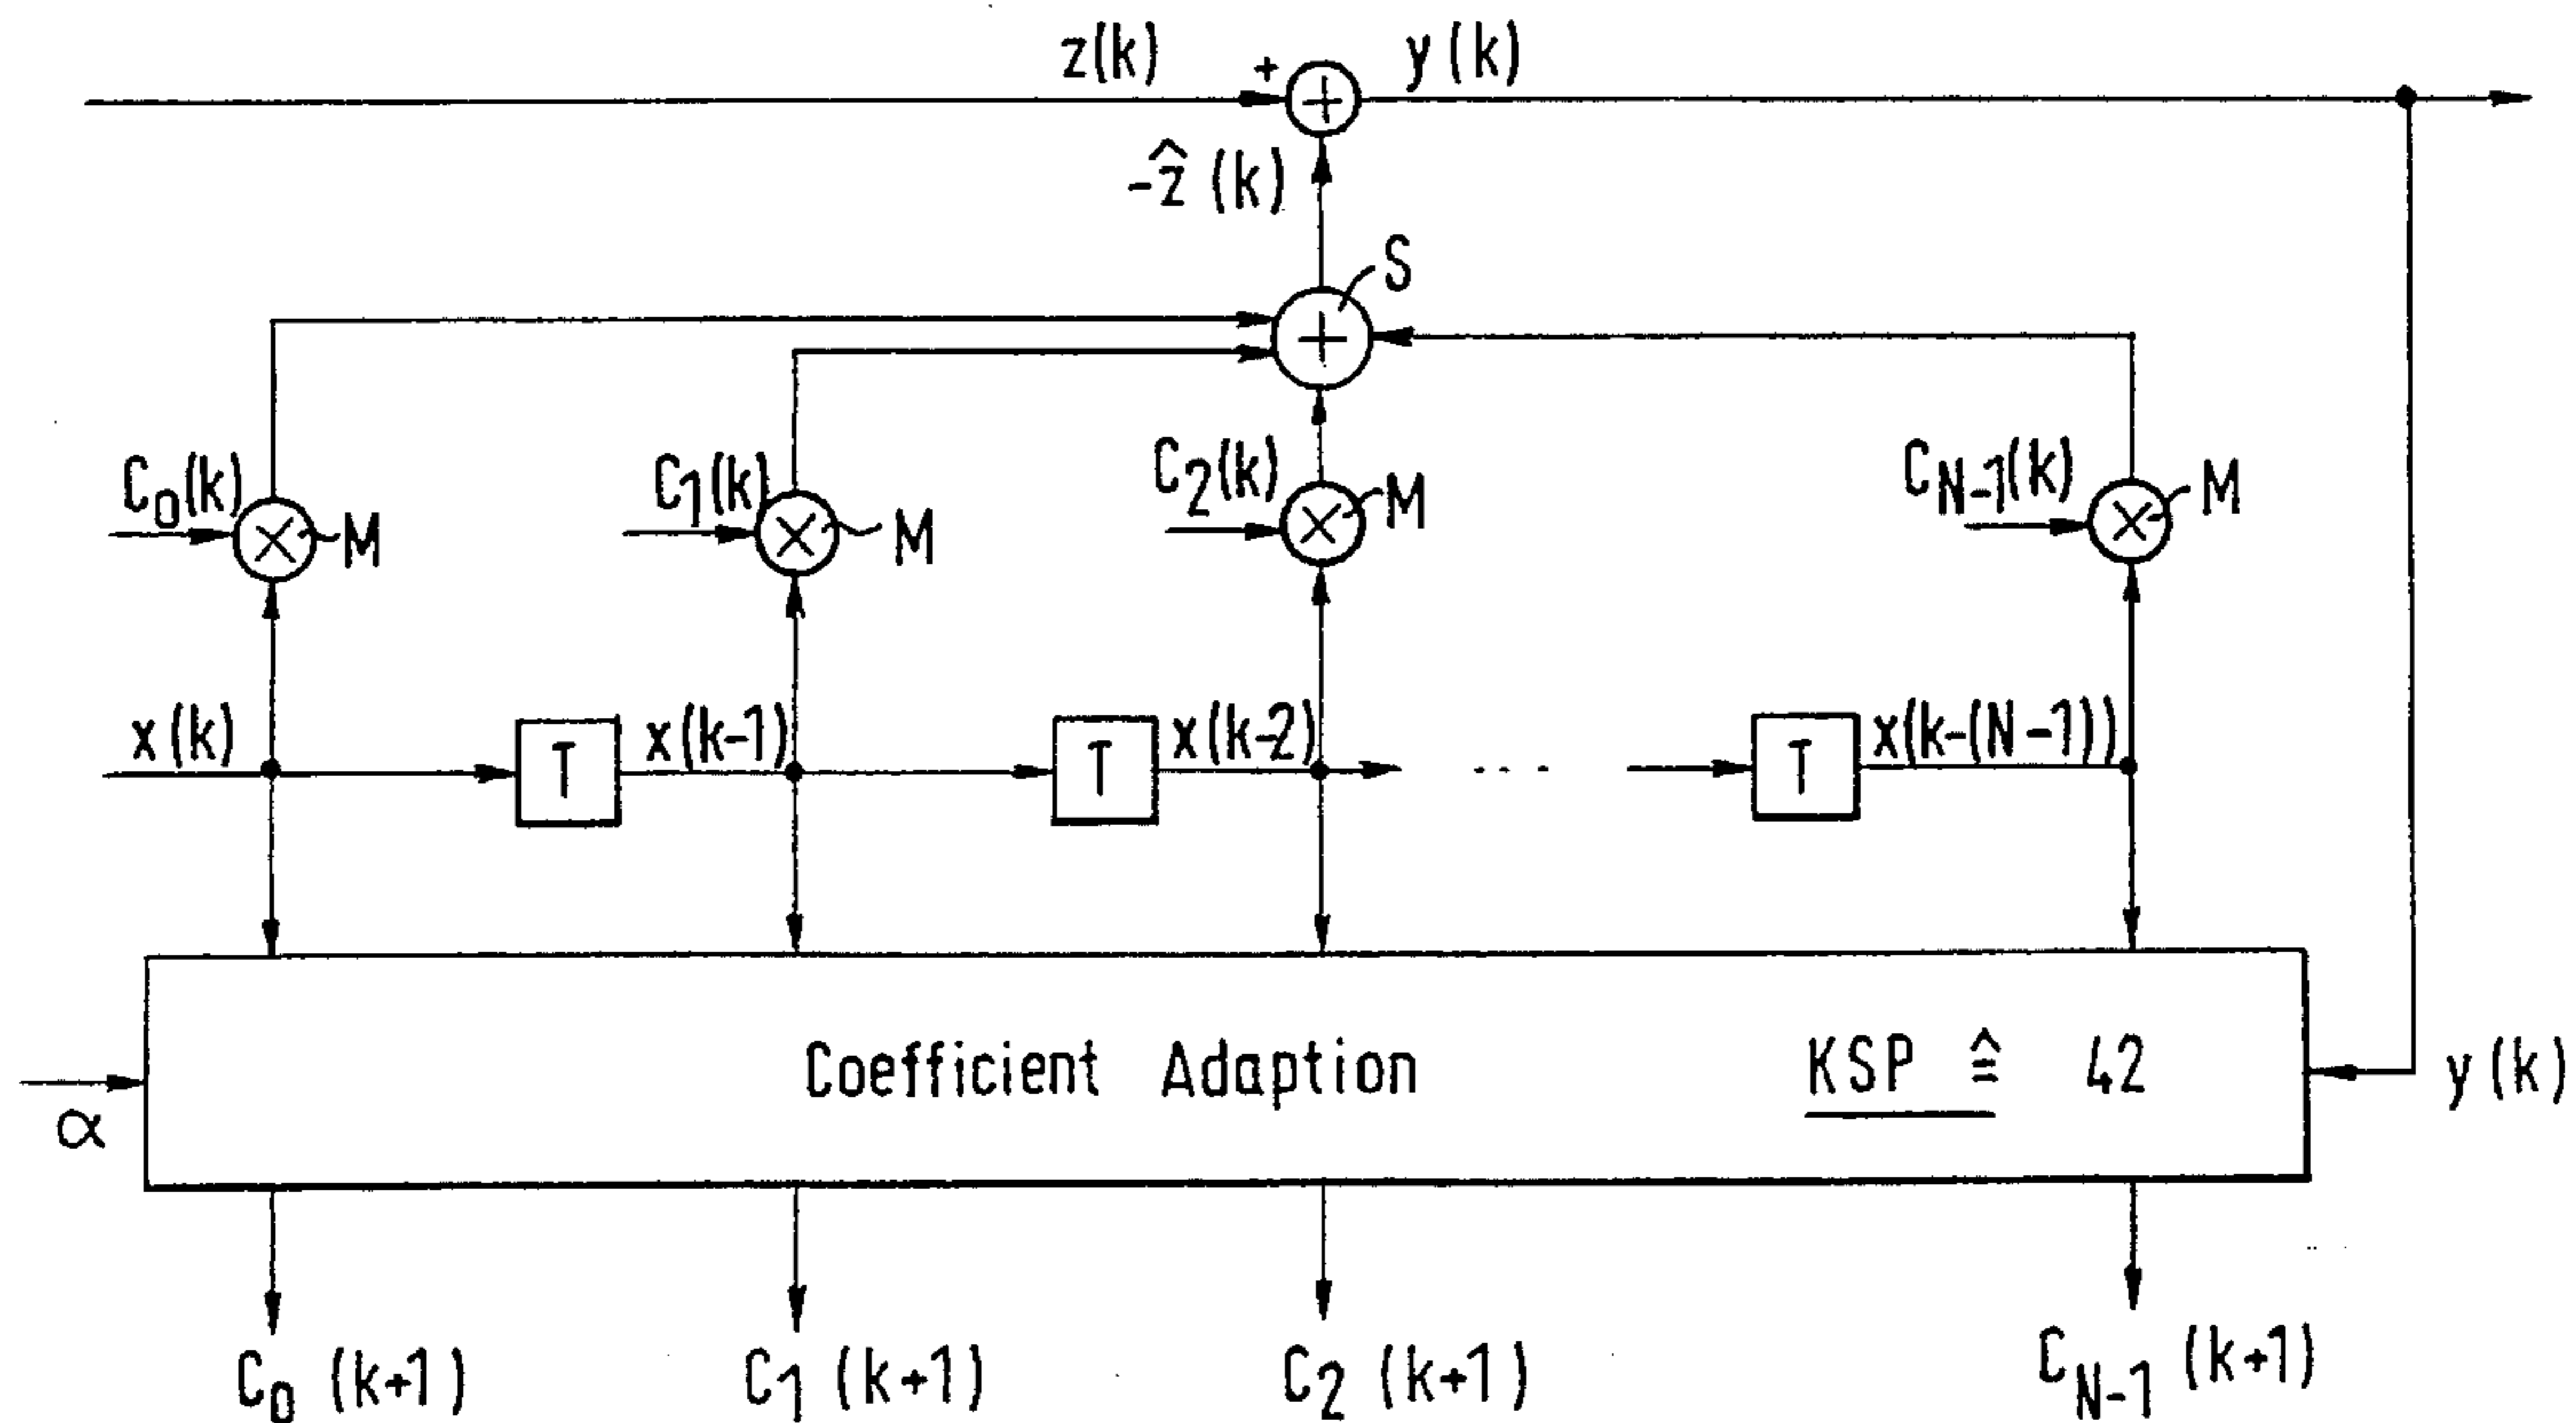 z(k) + + y(k)
-ẑ(k)
S
+
C0(k) × M C1(k) × M C2(k) × M CN-1(k) × M
x(k) T x(k-1) T x(k-2) --- T x(k-(N-1))
α Coefficient Adaption KSP ≙ 42 y(k)
C0(k+1) C1(k+1) C2(k+1) CN-1(k+1)